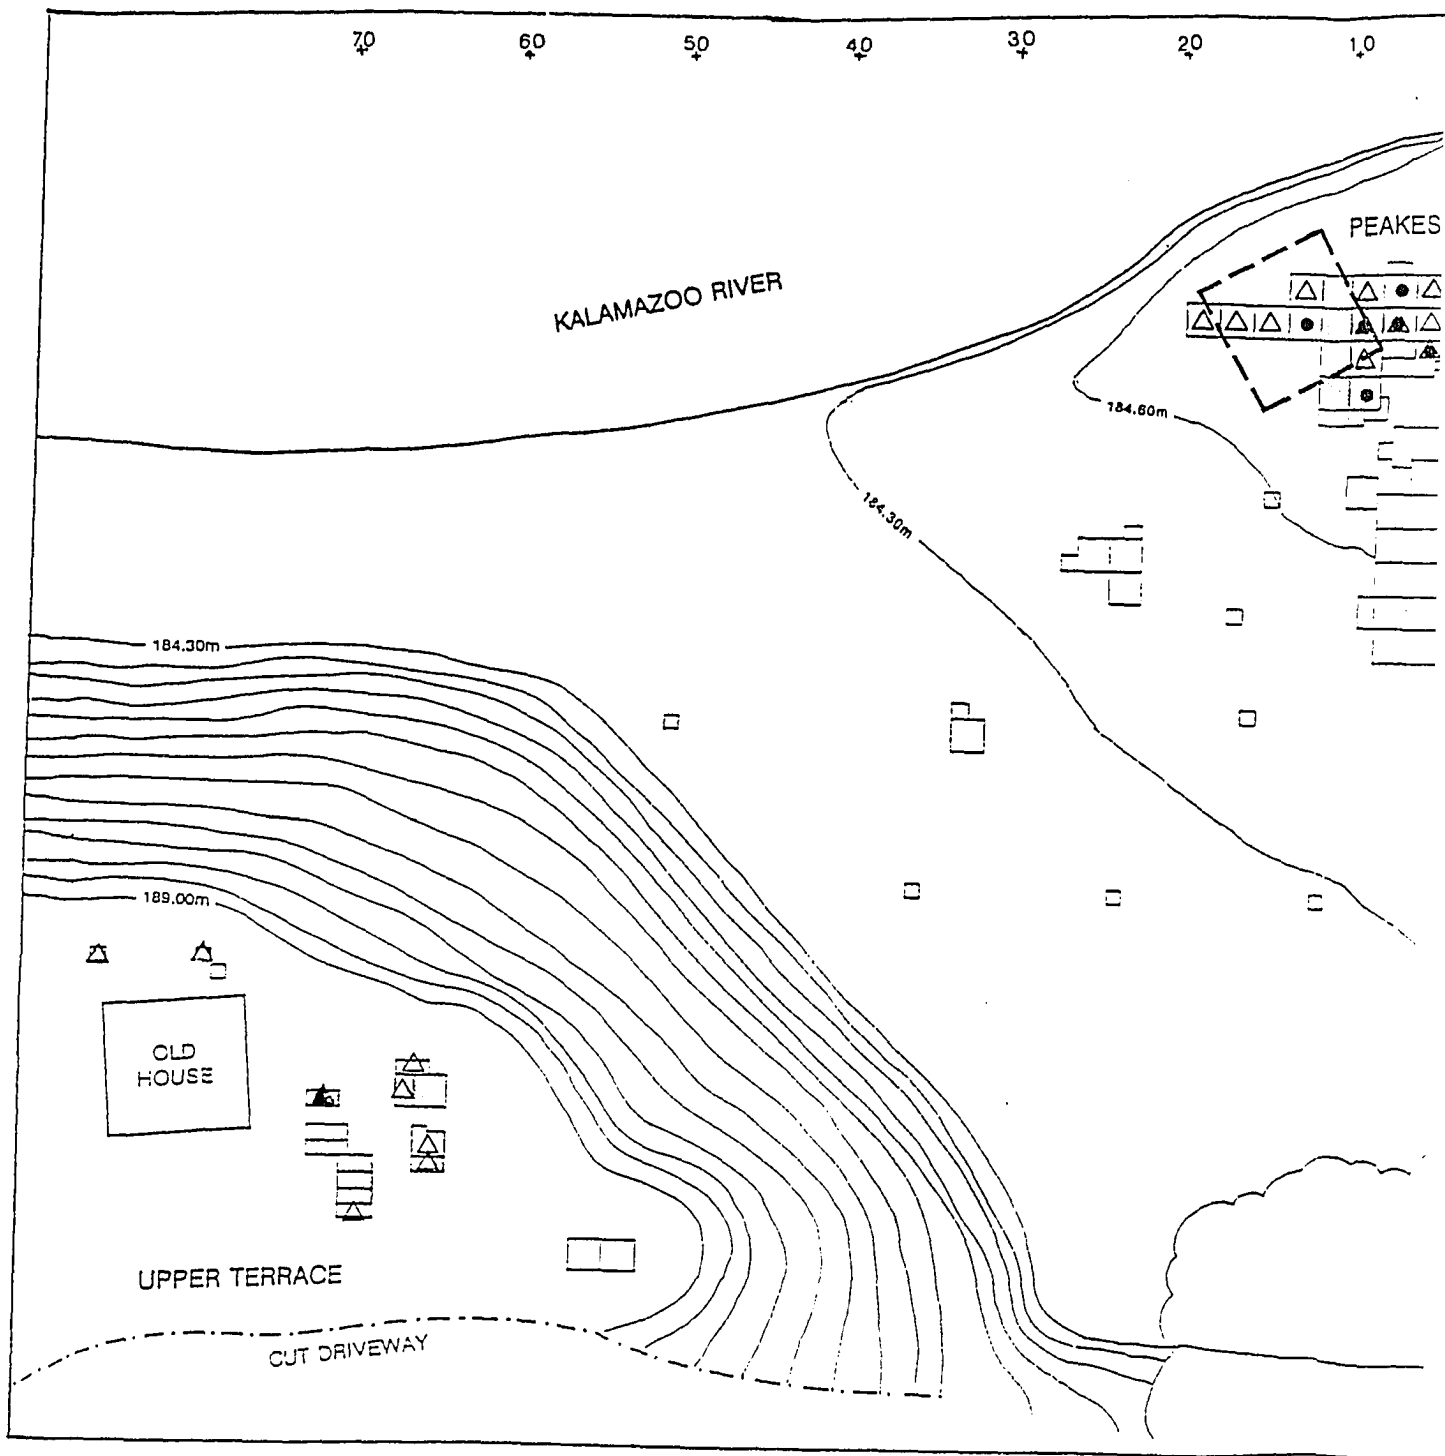 70 60 50 40 30 20 10
PEAKES
KALAMAZOO RIVER
184.60m
184.30m
184.30m
189.00m
OLD
HOUSE
UPPER TERRACE
CUT DRIVEWAY